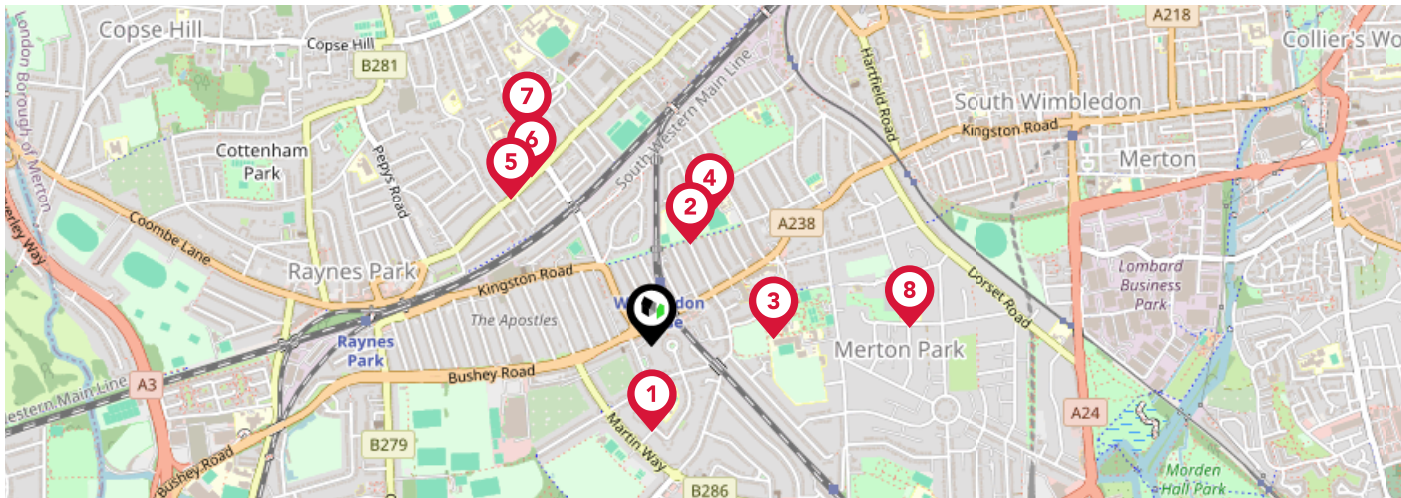 Copse Hill
Copse Hill
B281
A218
Collier's Wo
London Borough of Merton
Hartfield Road
South Western Main Line
South Wimbledon
Kingston Road
Merton
7
6
5
4
2
Cottenham
Park
Pepys Road
A238
Coombe Lane
Raynes Park
Kingston Road
The Apostles
Raynes
Park
3
8
Dorset Road
Lombard
Business
Park
Merton Park
A3
estern Main Line
Bushey Road
1
Martin Way
A24
B279
Bushey Road
B286
Morden
Hall Park